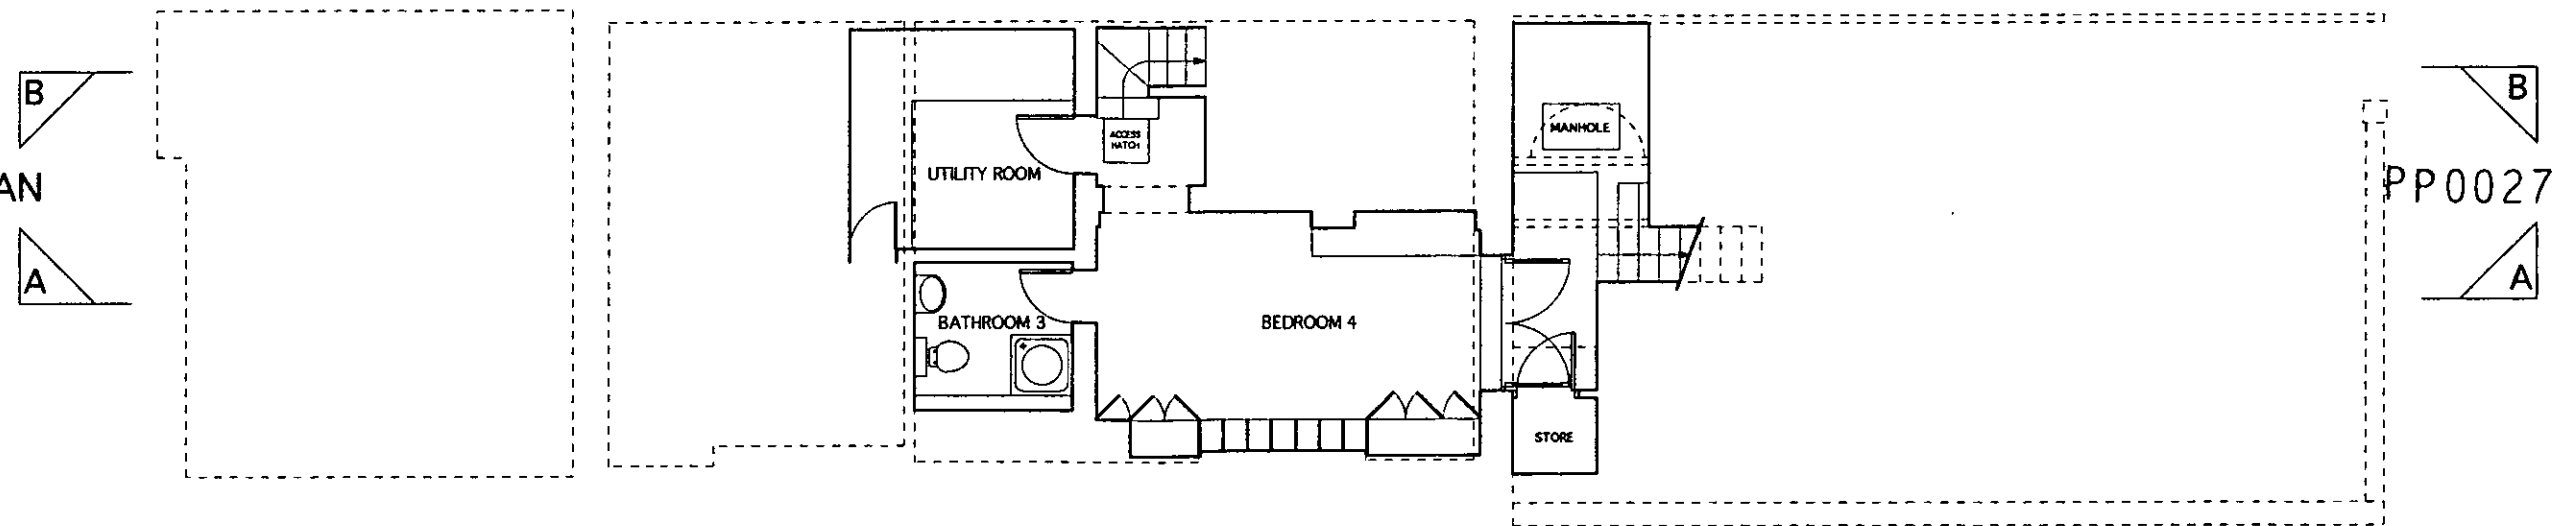 B
B
ACCESS
HATCH
MANHOLE
UTILITY ROOM
AN
PP0027
A
A
BATHROOM 3
BEDROOM 4
STORE